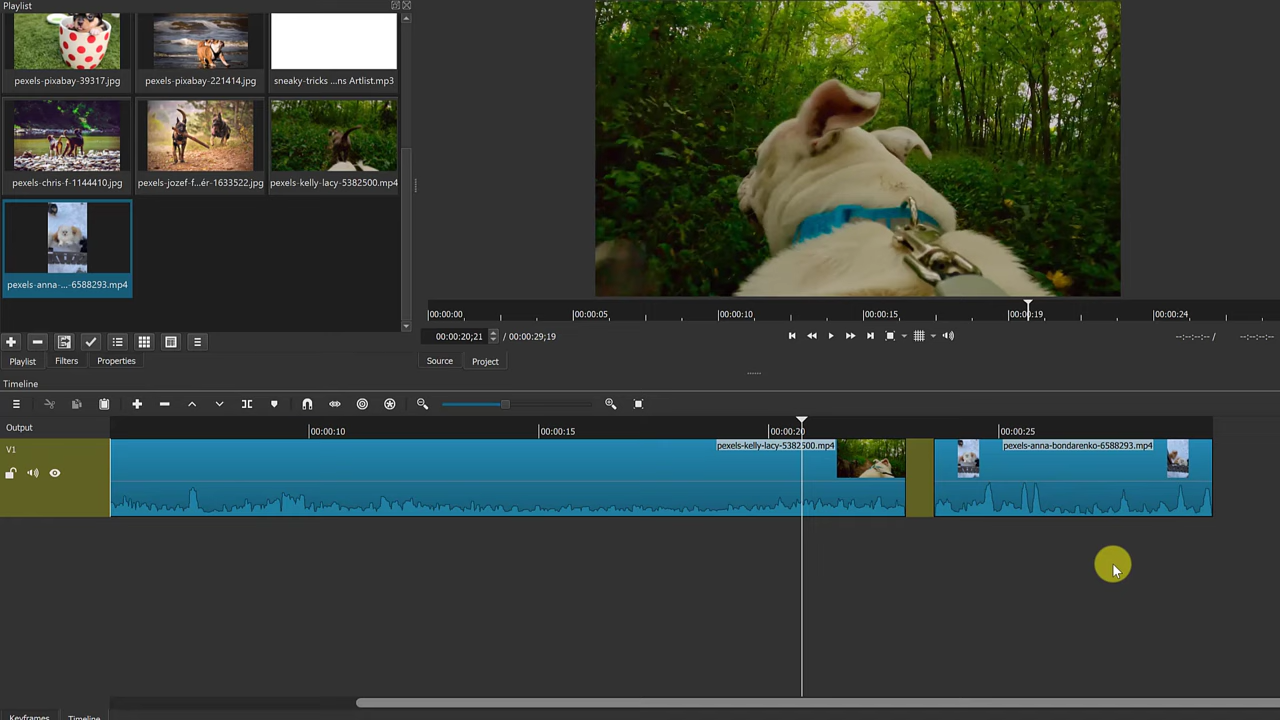 Playlist
pexels-pixabay-39317.jpg
pexels-pixabay-221414.jpg
sneaky-tricks ...ns Artlist.mp3
pexels-chris-f-1144410.jpg
pexels-jozef-f...ér-1633522.jpg
pexels-kelly-lacy-5382500.mp4
pexels-anna-...-6588293.mp4
00:00:00
00:00:05
00:00:10
00:00:15
00:00:19
00:00:24
00:00:20;21
/ 00:00:29;19
--:--:--:-- /
--:--:--:--
Playlist
Filters
Properties
Source
Project
Timeline
Output
00:00:10
00:00:15
00:00:20
00:00:25
V1
pexels-kelly-lacy-5382500.mp4
pexels-anna-bondarenko-6588293.mp4
Keyframes
Timeline